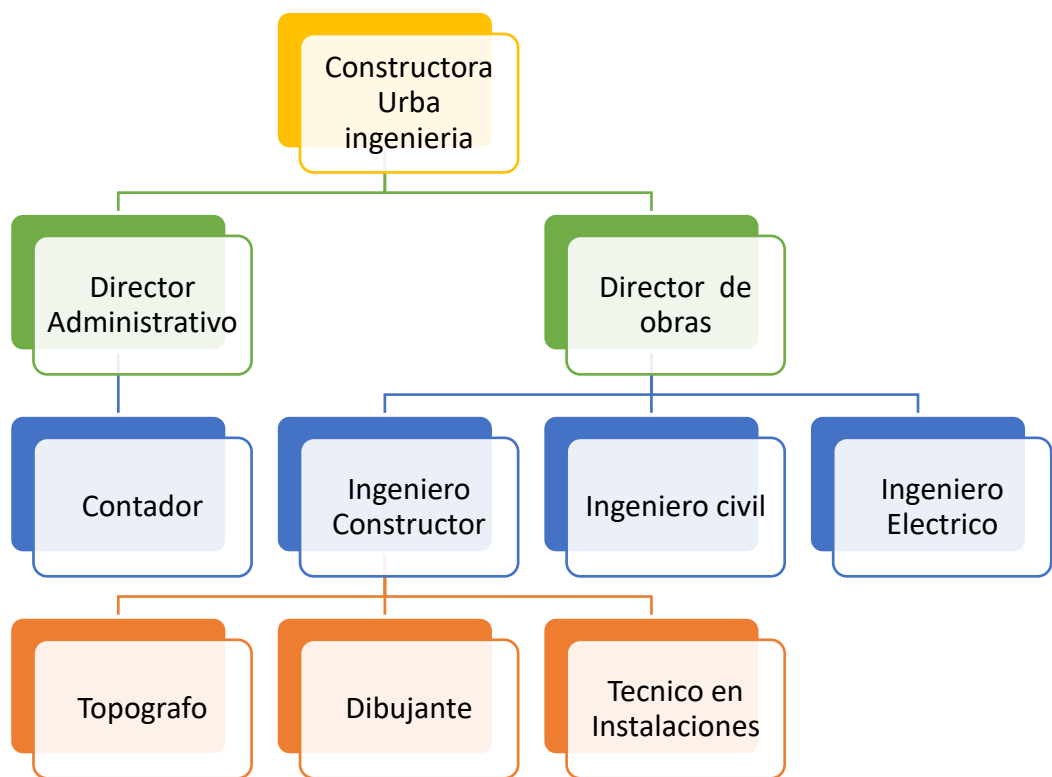 Constructora
Urba
ingenieria
Director
Administrativo
Director de
obras
Contador
Ingeniero
Constructor
Ingeniero civil
Ingeniero
Electrico
Topografo
Dibujante
Tecnico en
Instalaciones